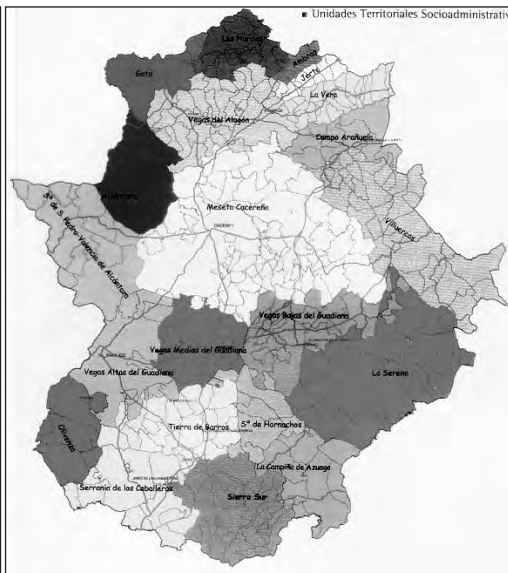 Unidades Territoriales Socioadministrativ
Las Hurdes
Gata
Ambroz
Jerte
La Vera
Vegas del Alagón
Campo Arañuelo
Alcántara
Meseta Cacereña
Sª de S. Pedro-Valencia de Alcántara
Villuercas
Vegas Bajas del Guadiana
Vegas Medias del Guadiana
La Serena
Vegas Altas del Guadiana
Olivenza
Tierra de Barros
Sª de Hornachos
La Campiña de Azuaga
Serranía de los Caballeros
Sierra Sur